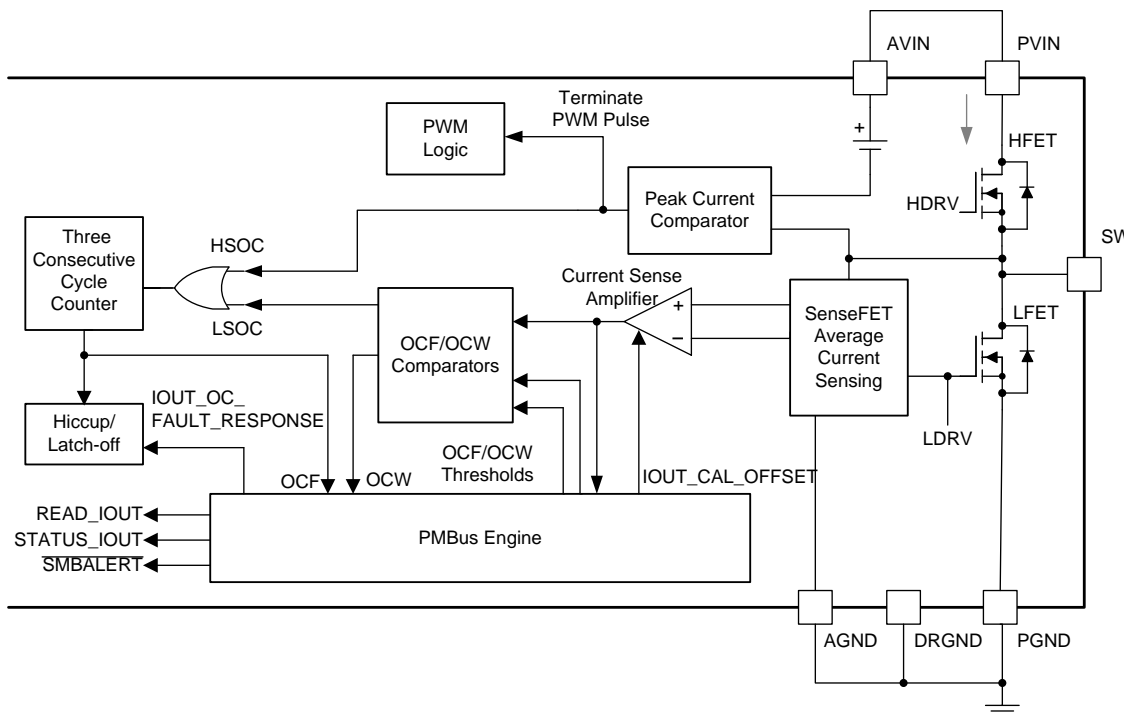 AVIN
PVIN
Terminate
PWM Pulse
PWM
Logic
+
HFET
HDRV
Peak Current
Comparator
SW
Three
Consecutive
Cycle
Counter
HSOC
LSOC
Current Sense
Amplifier
+
−
OCF/OCW
Comparators
SenseFET
Average
Current
Sensing
LFET
LDRV
Hiccup/
Latch-off
IOUT_OC_
FAULT_RESPONSE
OCF/OCW
Thresholds
OCF
OCW
IOUT_CAL_OFFSET
READ_IOUT
STATUS_IOUT
SMBALERT
PMBus Engine
AGND
DRGND
PGND